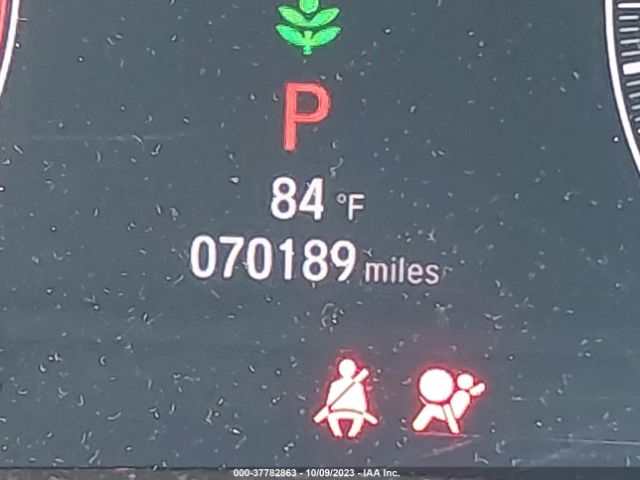 P
84 °F
070189 miles
000-37782863 - 10/09/2023 - IAA Inc.